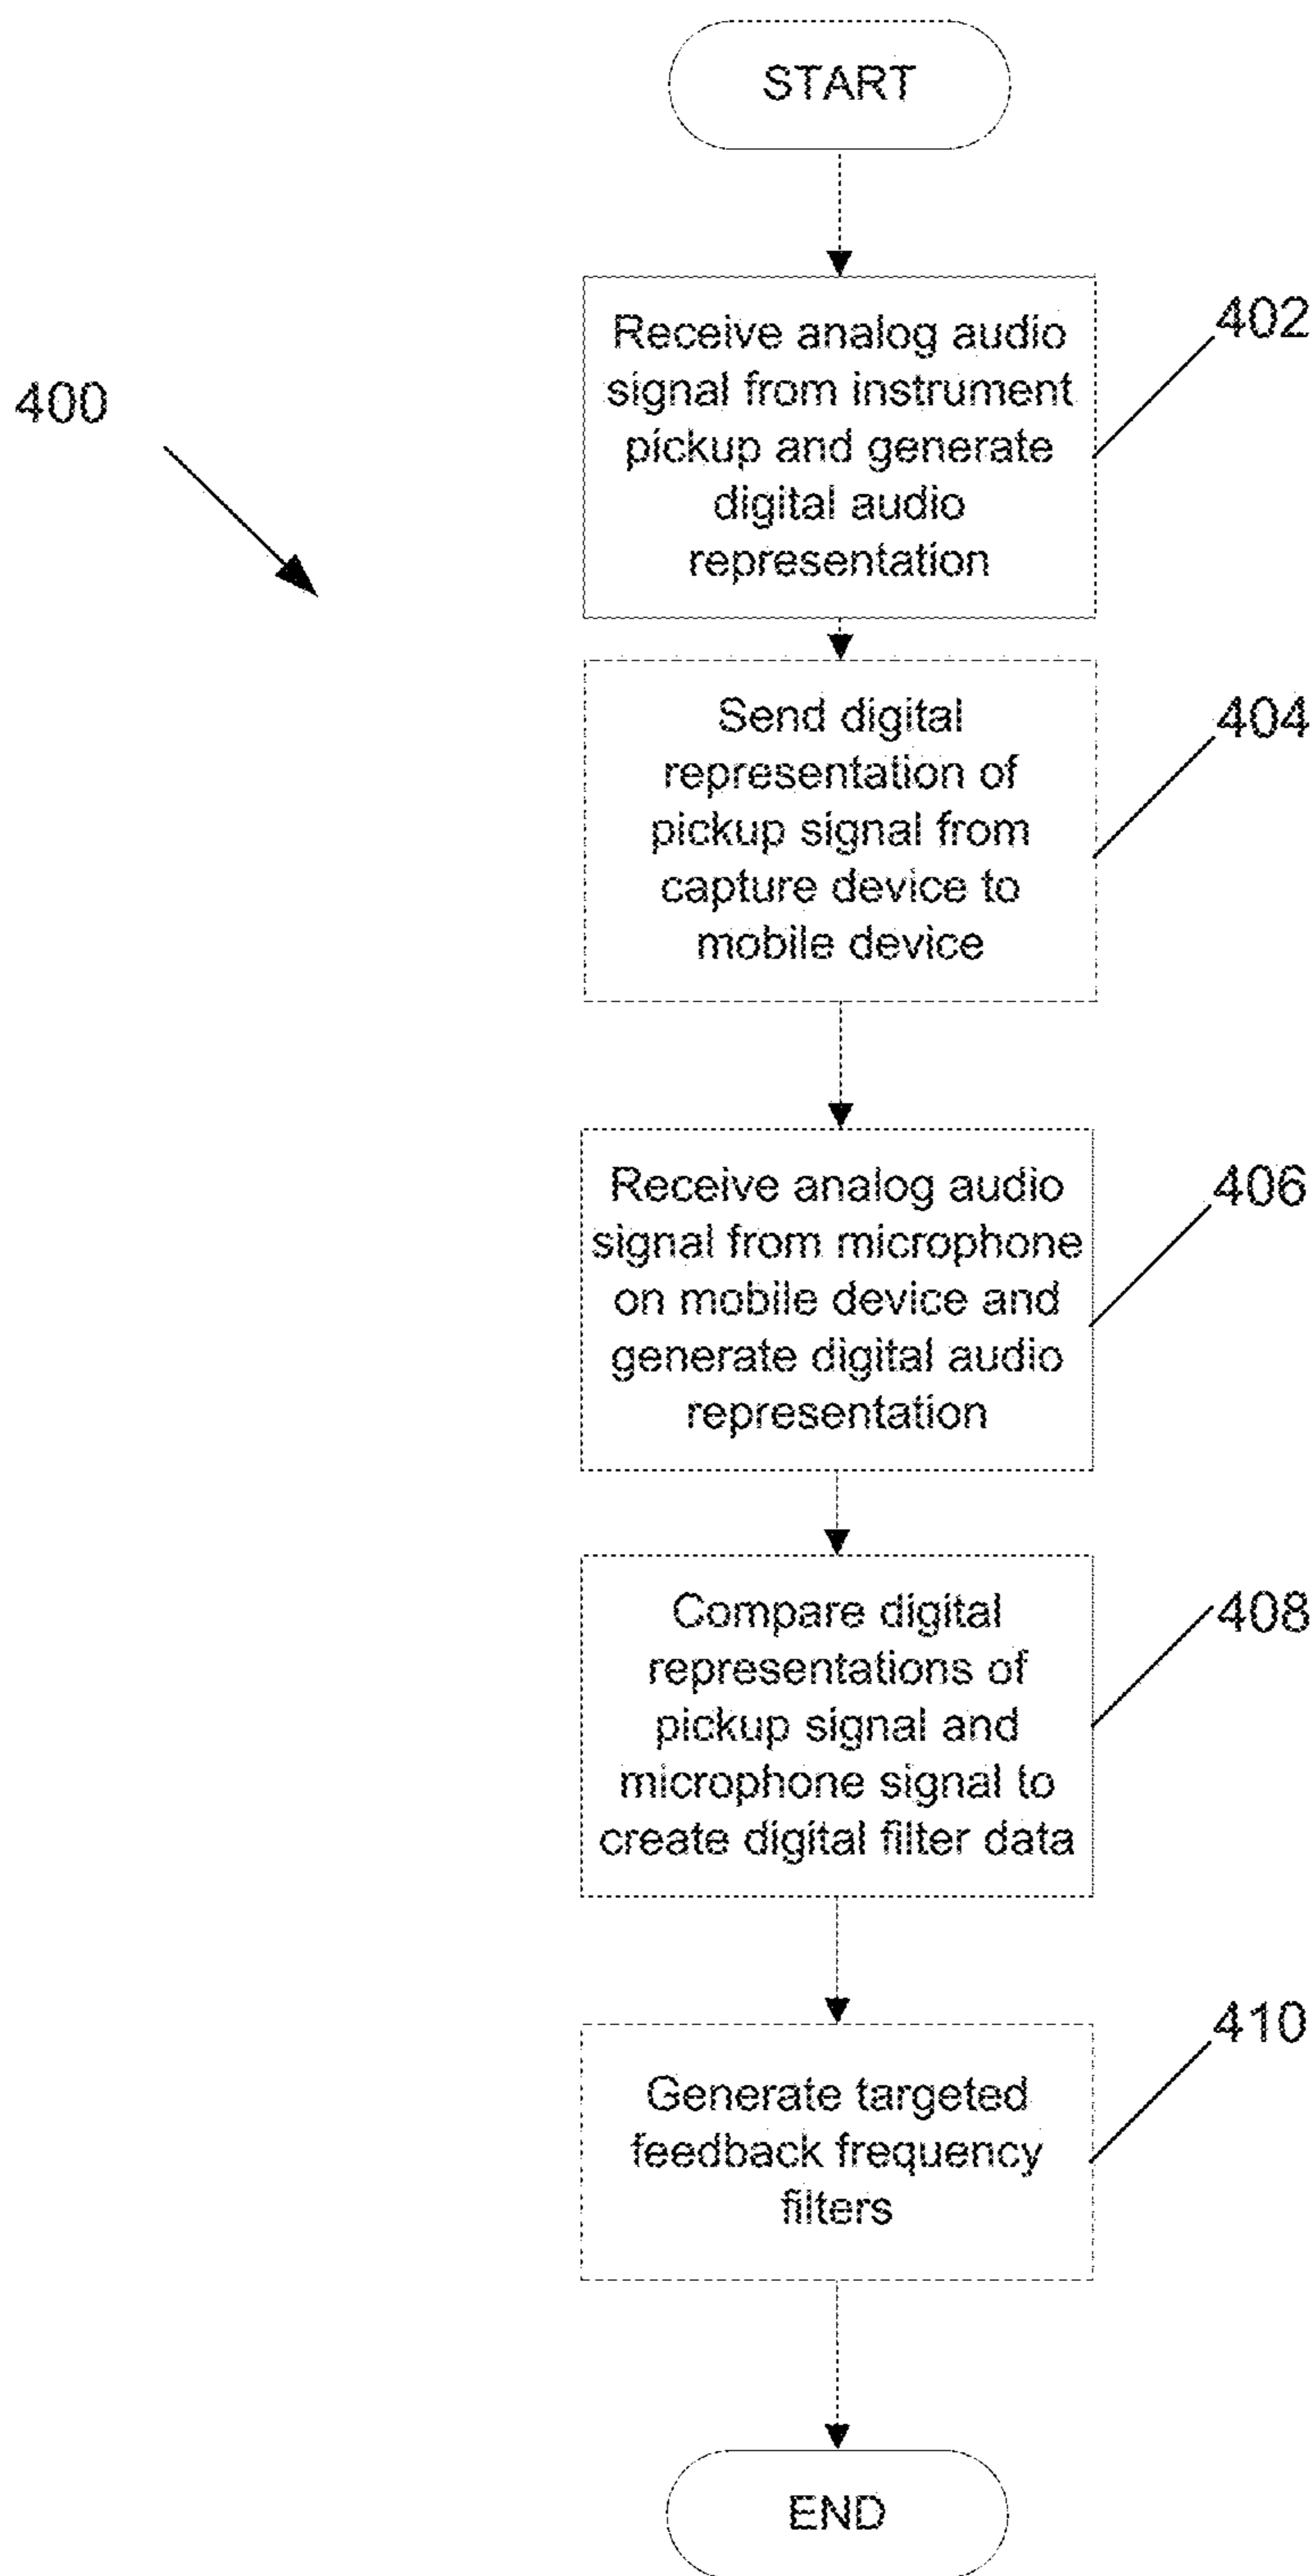 START
400
Receive analog audio
signal from instrument
pickup and generate
digital audio
representation
402
Send digital
representation of
pickup signal from
capture device to
mobile device
404
Receive analog audio
signal from microphone
on mobile device and
generate digital audio
representation
406
Compare digital
representations of
pickup signal and
microphone signal to
create digital filter data
408
Generate targeted
feedback frequency
filters
410
END